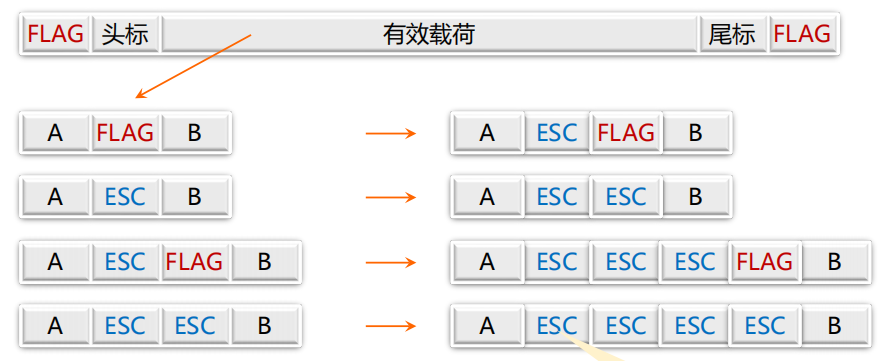 FLAG 头标 有效载荷 尾标 FLAG
A FLAG B A ESC FLAG B
A ESC B A ESC ESC B
A ESC FLAG B A ESC ESC ESC FLAG B
A ESC ESC B A ESC ESC ESC ESC B